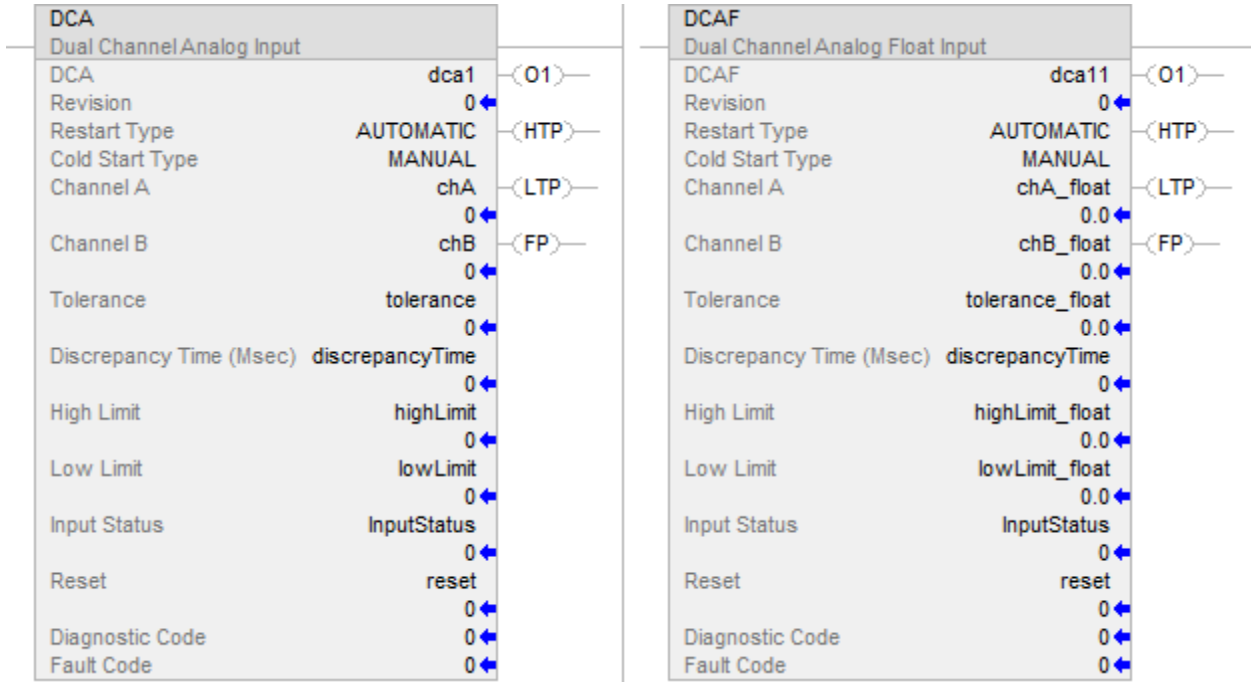 DCA
Dual Channel Analog Input
DCA dca1 (O1)
Revision 0
Restart Type AUTOMATIC (HTP)
Cold Start Type MANUAL
Channel A chA (LTP)
0
Channel B chB (FP)
0
Tolerance tolerance
0
Discrepancy Time (Msec) discrepancyTime
0
High Limit highLimit
0
Low Limit lowLimit
0
Input Status InputStatus
0
Reset reset
0
Diagnostic Code 0
Fault Code 0
DCAF
Dual Channel Analog Float Input
DCAF dca11 (O1)
Revision 0
Restart Type AUTOMATIC (HTP)
Cold Start Type MANUAL
Channel A chA_float (LTP)
0.0
Channel B chB_float (FP)
0.0
Tolerance tolerance_float
0.0
Discrepancy Time (Msec) discrepancyTime
0
High Limit highLimit_float
0.0
Low Limit lowLimit_float
0.0
Input Status InputStatus
0
Reset reset
0
Diagnostic Code 0
Fault Code 0